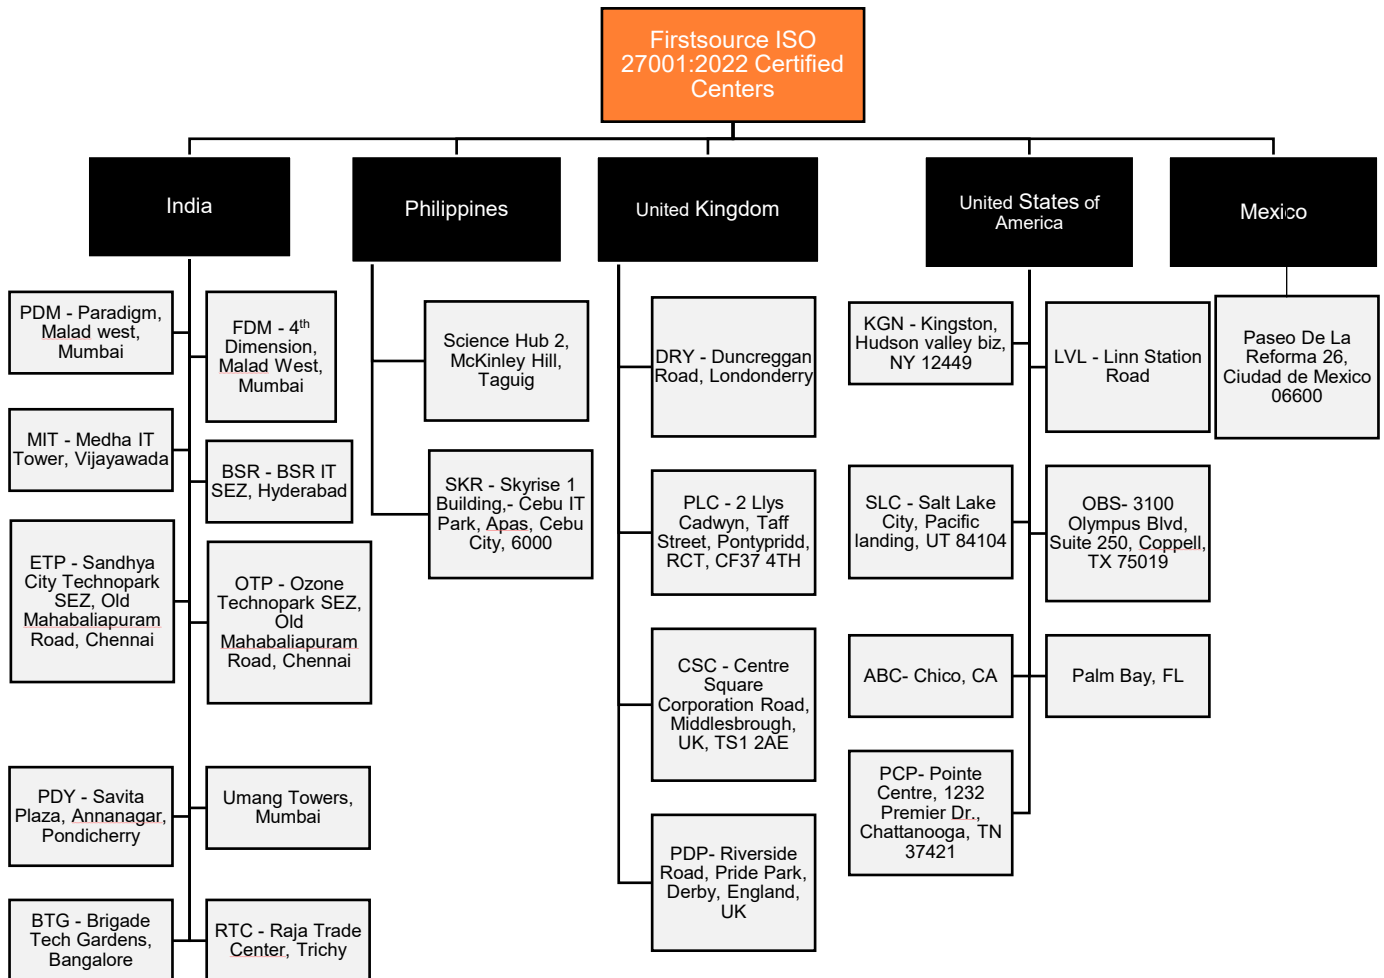 Firstsource ISO
27001:2022 Certified
Centers
India
Philippines
United Kingdom
United States of
America
Mexico
PDM - Paradigm,
Malad west,
Mumbai
FDM - 4th
Dimension,
Malad West,
Mumbai
MIT - Medha IT
Tower, Vijayawada
BSR - BSR IT
SEZ, Hyderabad
ETP - Sandhya
City Technopark
SEZ, Old
Mahabaliapuram
Road, Chennai
OTP - Ozone
Technopark SEZ,
Old
Mahabaliapuram
Road, Chennai
PDY - Savita
Plaza, Annanagar,
Pondicherry
Umang Towers,
Mumbai
BTG - Brigade
Tech Gardens,
Bangalore
RTC - Raja Trade
Center, Trichy
Science Hub 2,
McKinley Hill,
Taguig
SKR - Skyrise 1
Building,- Cebu IT
Park, Apas, Cebu
City, 6000
DRY - Duncreggan
Road, Londonderry
PLC - 2 Llys
Cadwyn, Taff
Street, Pontypridd,
RCT, CF37 4TH
CSC - Centre
Square
Corporation Road,
Middlesbrough,
UK, TS1 2AE
PDP- Riverside
Road, Pride Park,
Derby, England,
UK
KGN - Kingston,
Hudson valley biz,
NY 12449
LVL - Linn Station
Road
SLC - Salt Lake
City, Pacific
landing, UT 84104
OBS- 3100
Olympus Blvd,
Suite 250, Coppell,
TX 75019
ABC- Chico, CA
Palm Bay, FL
PCP- Pointe
Centre, 1232
Premier Dr.,
Chattanooga, TN
37421
Paseo De La
Reforma 26,
Ciudad de Mexico
06600